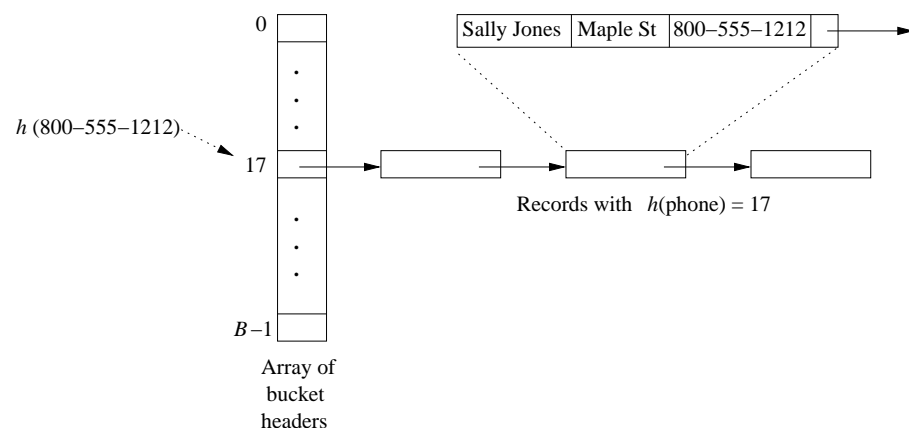 0
Sally Jones Maple St 800–555–1212
h (800–555–1212)
17
Records with h(phone) = 17
B –1
Array of
bucket
headers